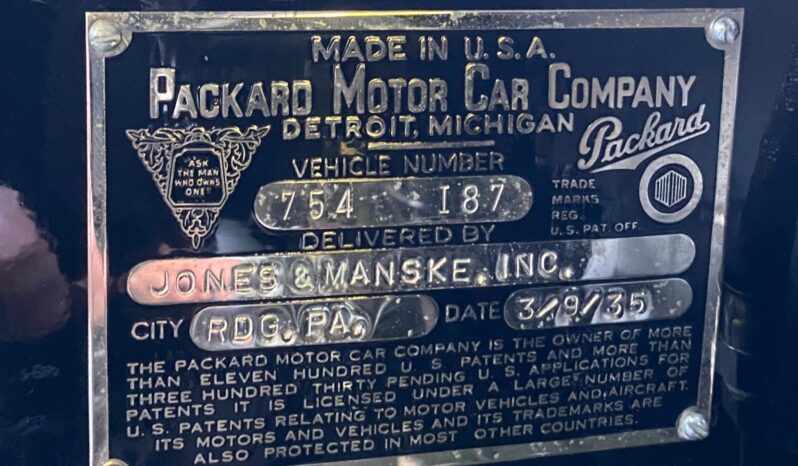 MADE IN U.S.A.
PACKARD MOTOR CAR COMPANY
DETROIT, MICHIGAN
Packard
"ASK
THE MAN
WHO OWNS
ONE"
VEHICLE NUMBER
754 187
TRADE
MARKS
REG.
U.S. PAT. OFF.
DELIVERED BY
JONES & MANSKE. INC.
CITY RDG. PA. DATE 3/9/35
THE PACKARD MOTOR CAR COMPANY IS THE OWNER OF MORE
THAN ELEVEN HUNDRED U S PATENTS AND MORE THAN
THREE HUNDRED THIRTY PENDING U. S. APPLICATIONS FOR
PATENTS IT IS LICENSED UNDER A LARGE NUMBER OF
U. S. PATENTS RELATING TO MOTOR VEHICLES AND AIRCRAFT.
ITS MOTORS AND VEHICLES AND ITS TRADEMARKS ARE
ALSO PROTECTED IN MOST OTHER COUNTRIES.